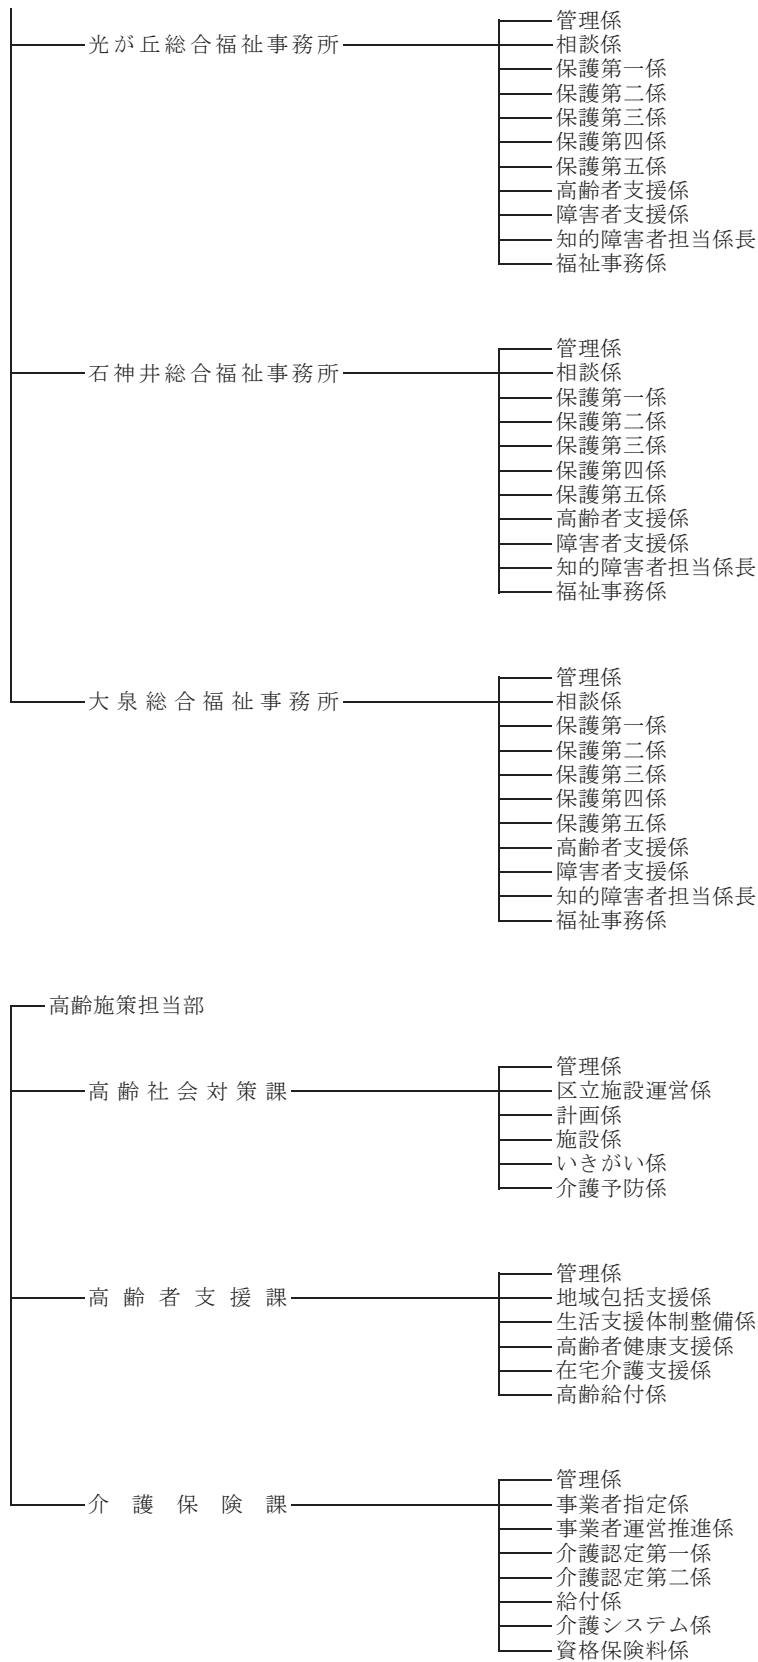 光が丘総合福祉事務所
管理係
相談係
保護第一係
保護第二係
保護第三係
保護第四係
保護第五係
高齢者支援係
障害者支援係
知的障害者担当係長
福祉事務係
石神井総合福祉事務所
管理係
相談係
保護第一係
保護第二係
保護第三係
保護第四係
保護第五係
高齢者支援係
障害者支援係
知的障害者担当係長
福祉事務係
大泉総合福祉事務所
管理係
相談係
保護第一係
保護第二係
保護第三係
保護第四係
保護第五係
高齢者支援係
障害者支援係
知的障害者担当係長
福祉事務係
高齢施策担当部
高齢社会対策課
管理係
区立施設運営係
計画係
施設係
いきがい係
介護予防係
高齢者支援課
管理係
地域包括支援係
生活支援体制整備係
高齢者健康支援係
在宅介護支援係
高齢給付係
介護保険課
管理係
事業者指定係
事業者運営推進係
介護認定第一係
介護認定第二係
給付係
介護システム係
資格保険料係